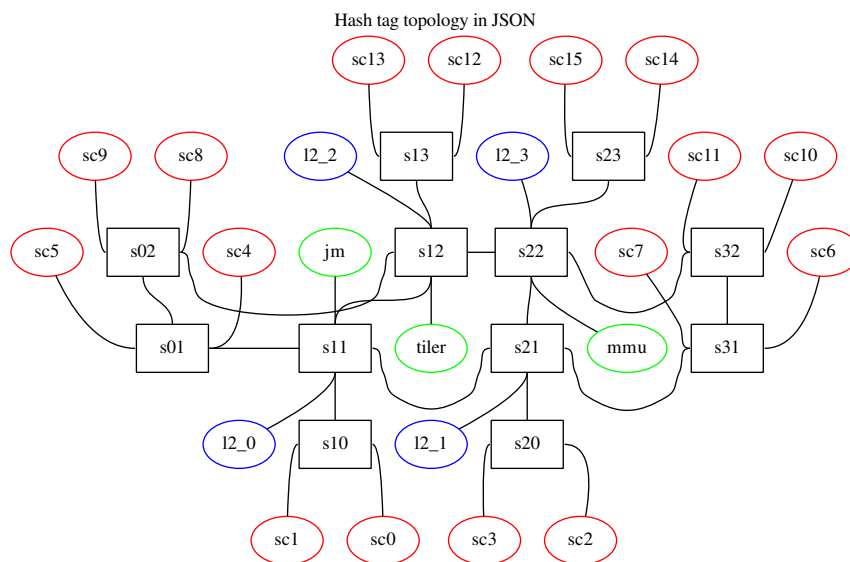 Hash tag topology in JSON
sc13 sc12 sc15 sc14
sc9 sc8 l2_2 s13 l2_3 s23 sc11 sc10
sc5 s02 sc4 jm s12 s22 sc7 s32 sc6
s01 s11 tiler s21 mmu s31
l2_0 s10 l2_1 s20
sc1 sc0 sc3 sc2